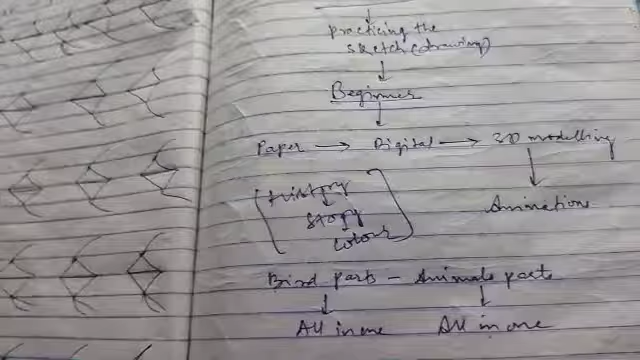 practicing the
sketch (drawing)
↓
Beginner
↓
Paper → Digital → 3D modelling
↓
History
↓
Story
colour
Animations
Bird parts - Animals parts
↓ ↓
All in one All in one